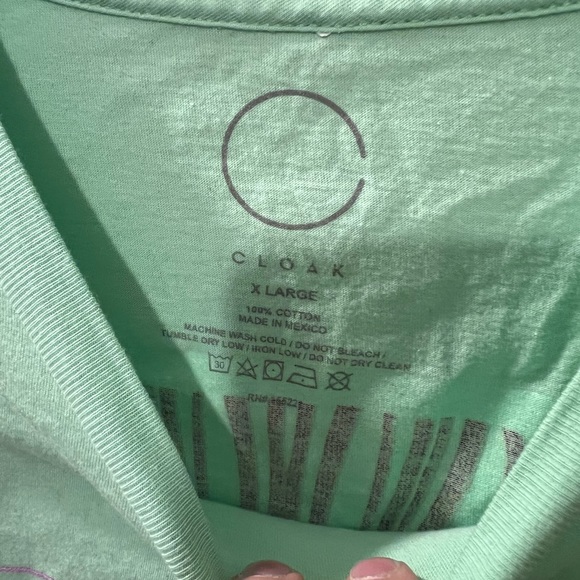 CLOAK
X LARGE
100% COTTON
MADE IN MEXICO
MACHINE WASH COLD / DO NOT BLEACH /
TUMBLE DRY LOW / IRON LOW / DO NOT DRY CLEAN
30